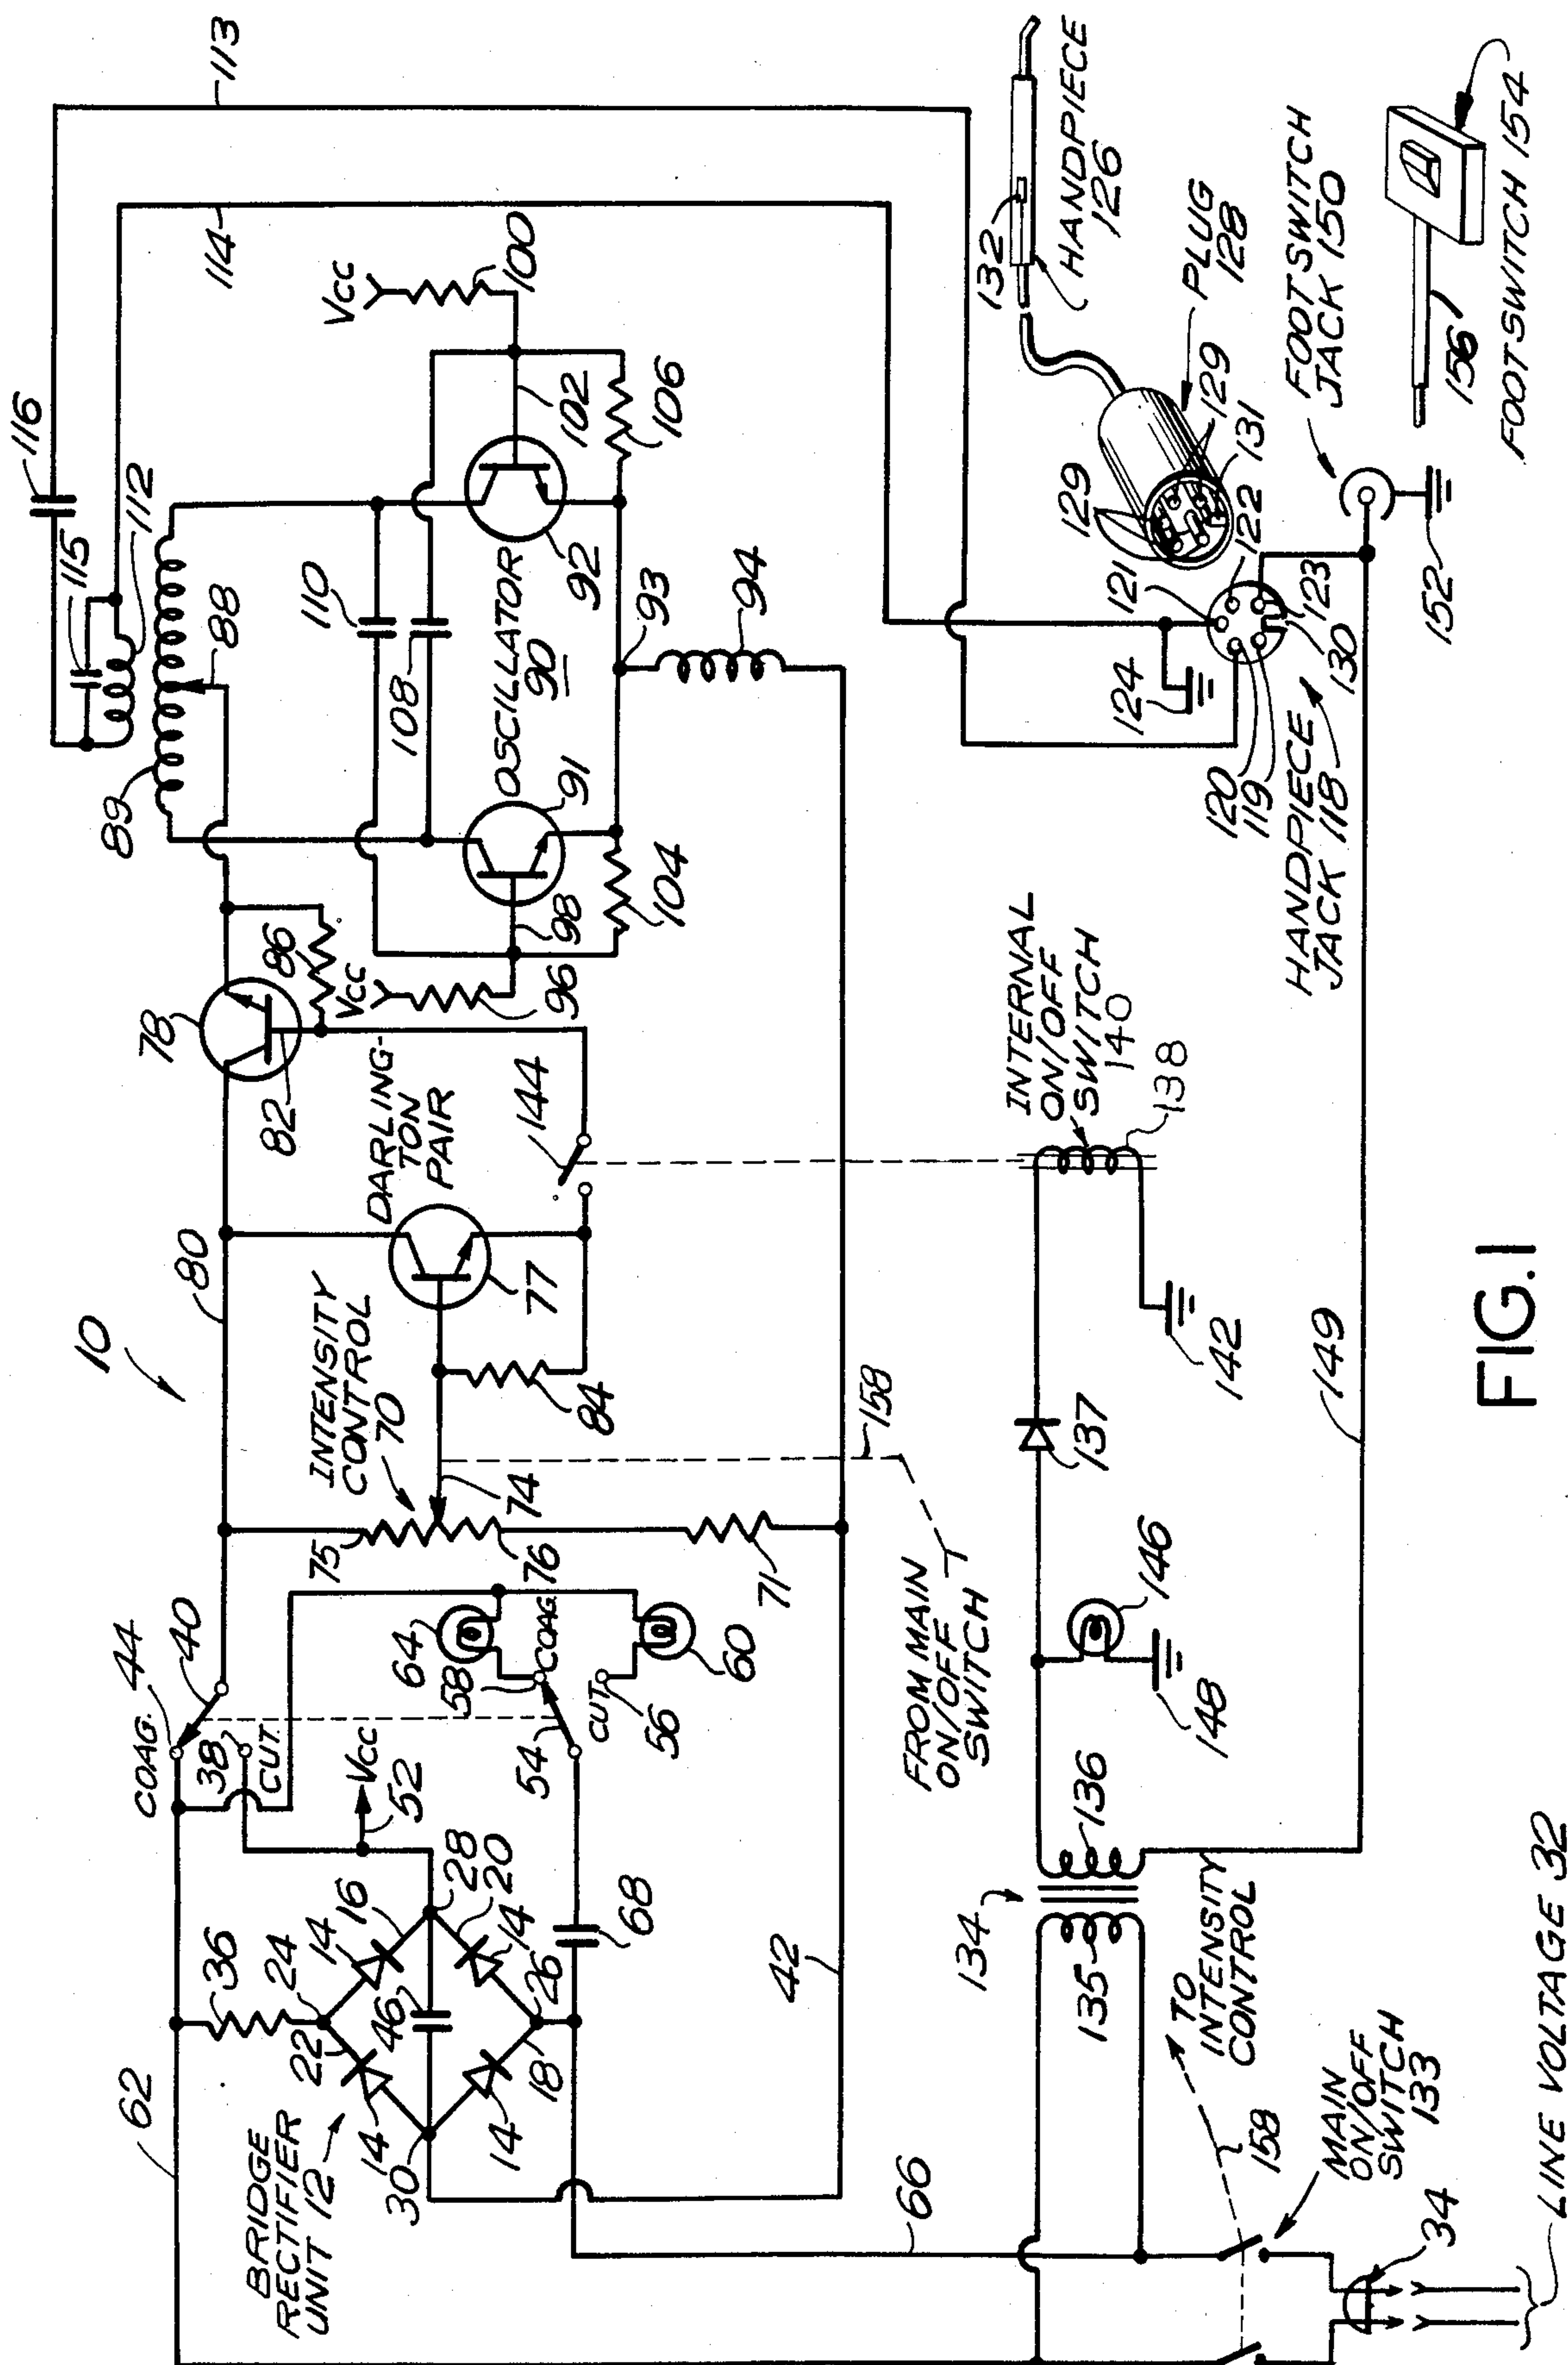 10
62
BRIDGE
RECTIFIER
UNIT 12
36
24
22
14
16
14
46
28
20
14
14
26
18
30
68
66
42
44
COAG.
40
38
CUT.
Vcc
52
54
58
COAG.
CUT
56
64
60
INTENSITY
CONTROL
70
75
76
74
71
84
80
77
DARLING-
TON
PAIR
144
78
82
86
Vcc
96
98
89
88
112
115
116
113
114
110
108
OSCILLATOR
90
91
92
93
94
104
106
102
100
Vcc
158
FROM MAIN
ON/OFF
SWITCH
134
135
136
137
138
INTERNAL
ON/OFF
SWITCH
140
142
146
148
149
TO
INTENSITY
CONTROL
158
MAIN
ON/OFF
SWITCH
133
34
LINE VOLTAGE 32
HANDPIECE
JACK 118
119
120
121
122
123
124
130
129
129
131
PLUG
128
132
HANDPIECE
126
FOOTSWITCH
JACK 150
152
156
FOOTSWITCH 154
FIG. 1